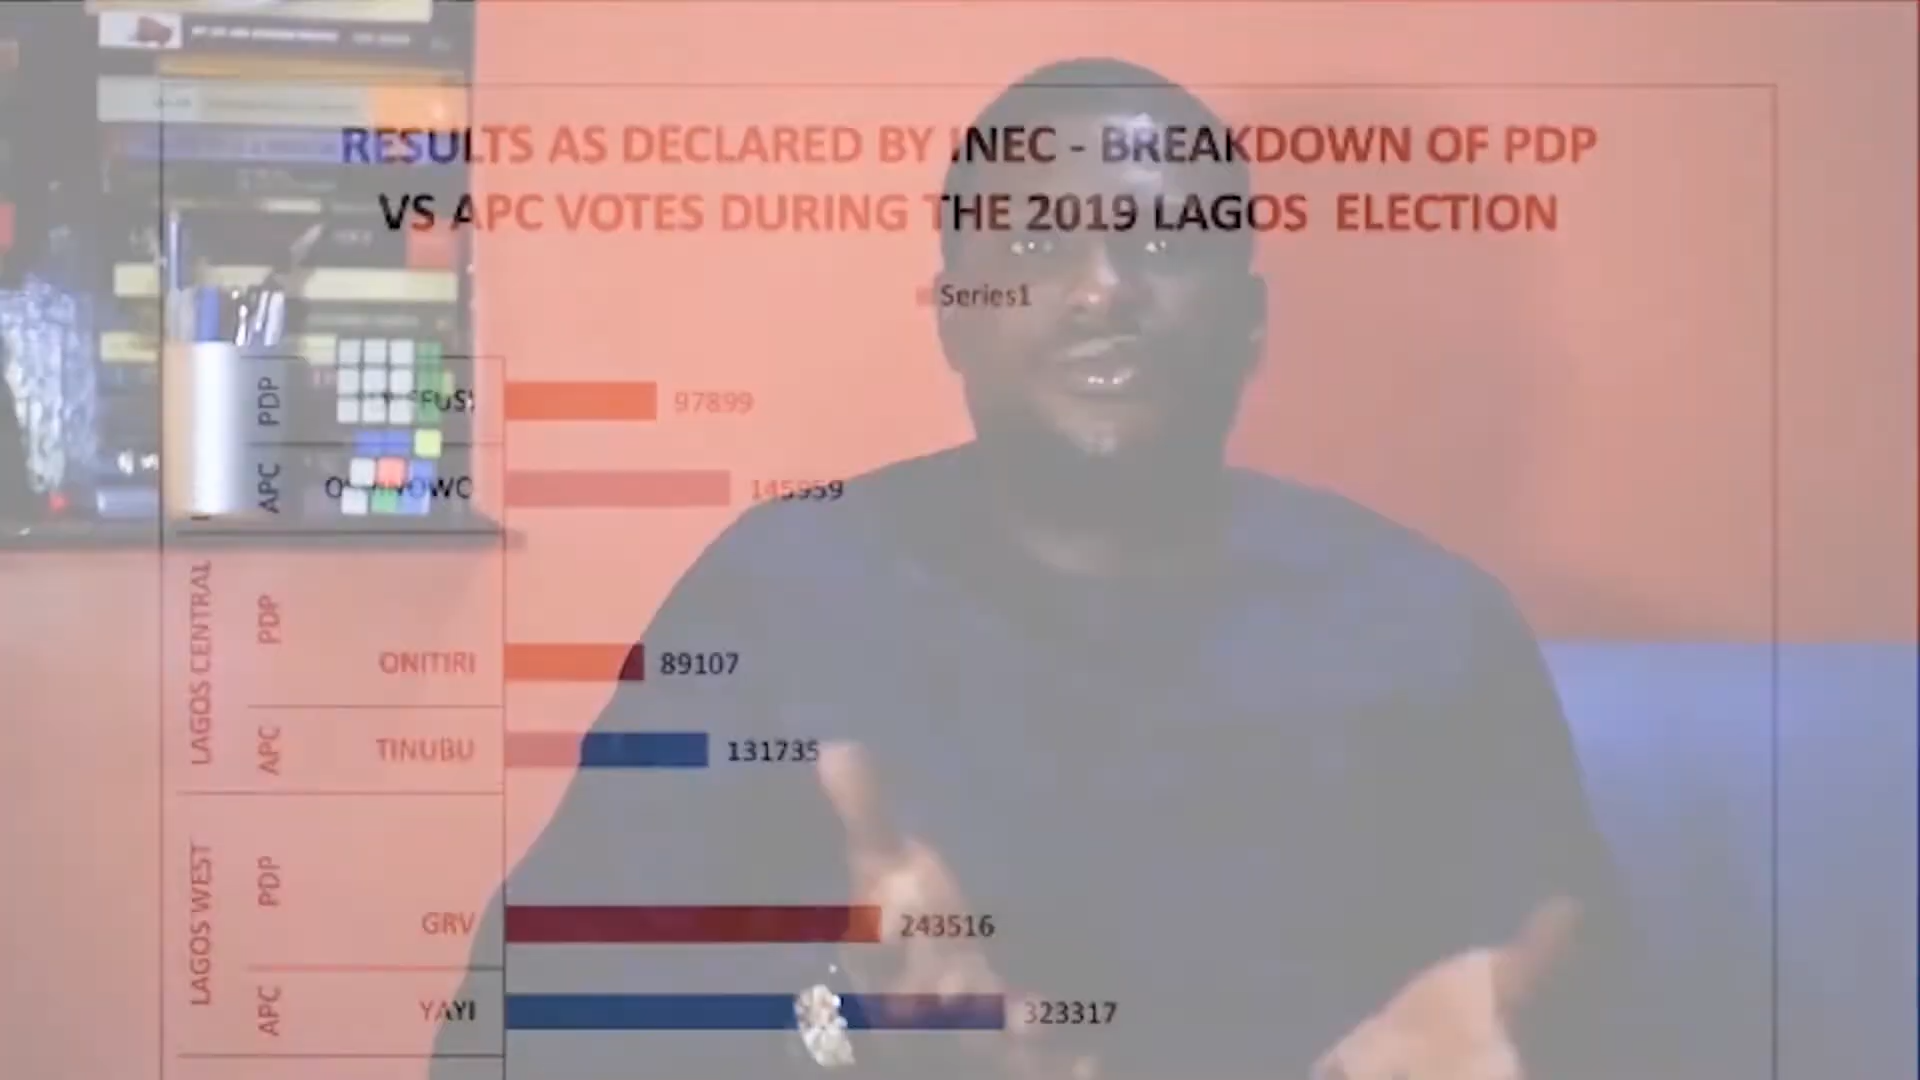 RESULTS AS DECLARED BY INEC - BREAKDOWN OF PDP
VS APC VOTES DURING THE 2019 LAGOS ELECTION
Series1
PDP
97899
APC
145959
LAGOS CENTRAL
PDP
ONITIRI
89107
APC
TINUBU
131735
LAGOS WEST
PDP
GRV
243516
APC
YAYI
323317